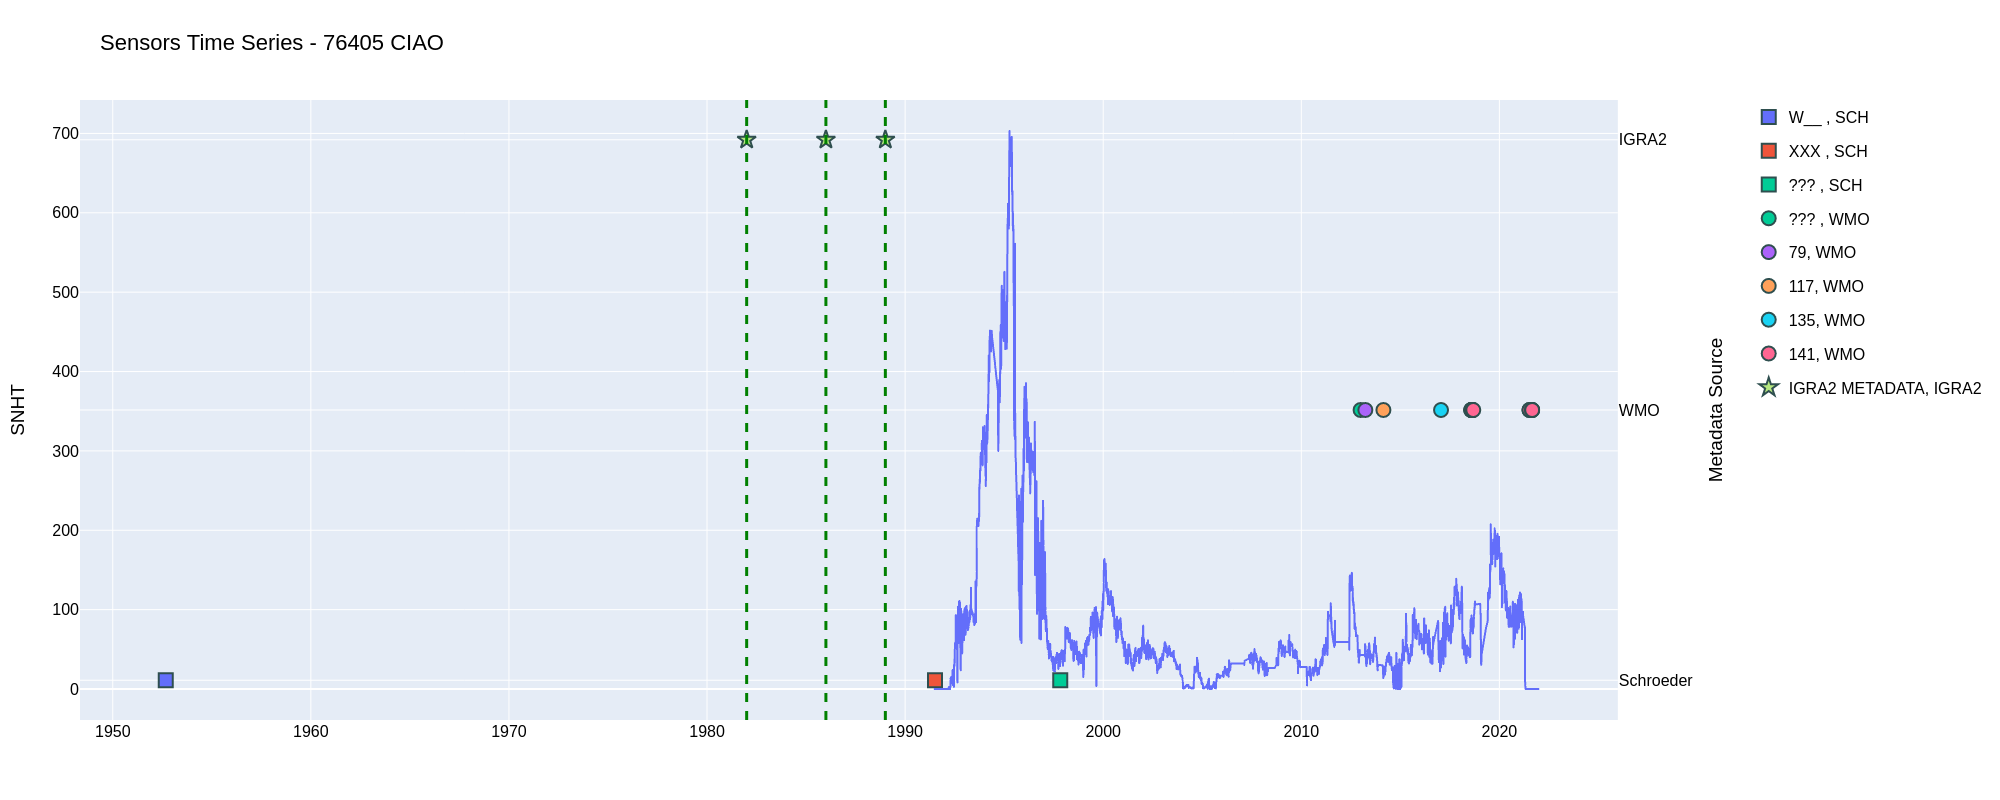 Sensors Time Series - 76405 CIAO
SNHT
700
600
500
400
300
200
100
0
1950
1960
1970
1980
1990
2000
2010
2020
IGRA2
WMO
Schroeder
Metadata Source
W__ , SCH
XXX , SCH
??? , SCH
??? , WMO
79, WMO
117, WMO
135, WMO
141, WMO
IGRA2 METADATA, IGRA2